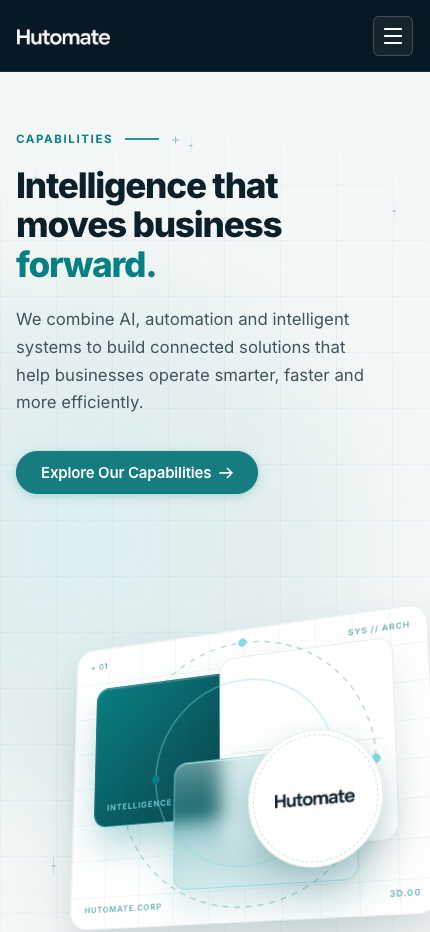 Hutomate
CAPABILITIES
Intelligence that
moves business
forward.
We combine AI, automation and intelligent
systems to build connected solutions that
help businesses operate smarter, faster and
more efficiently.
Explore Our Capabilities →
SYS // ARCH
+ 01
INTELLIGENCE
Hutomate
HUTOMATE.CORP
3D.00